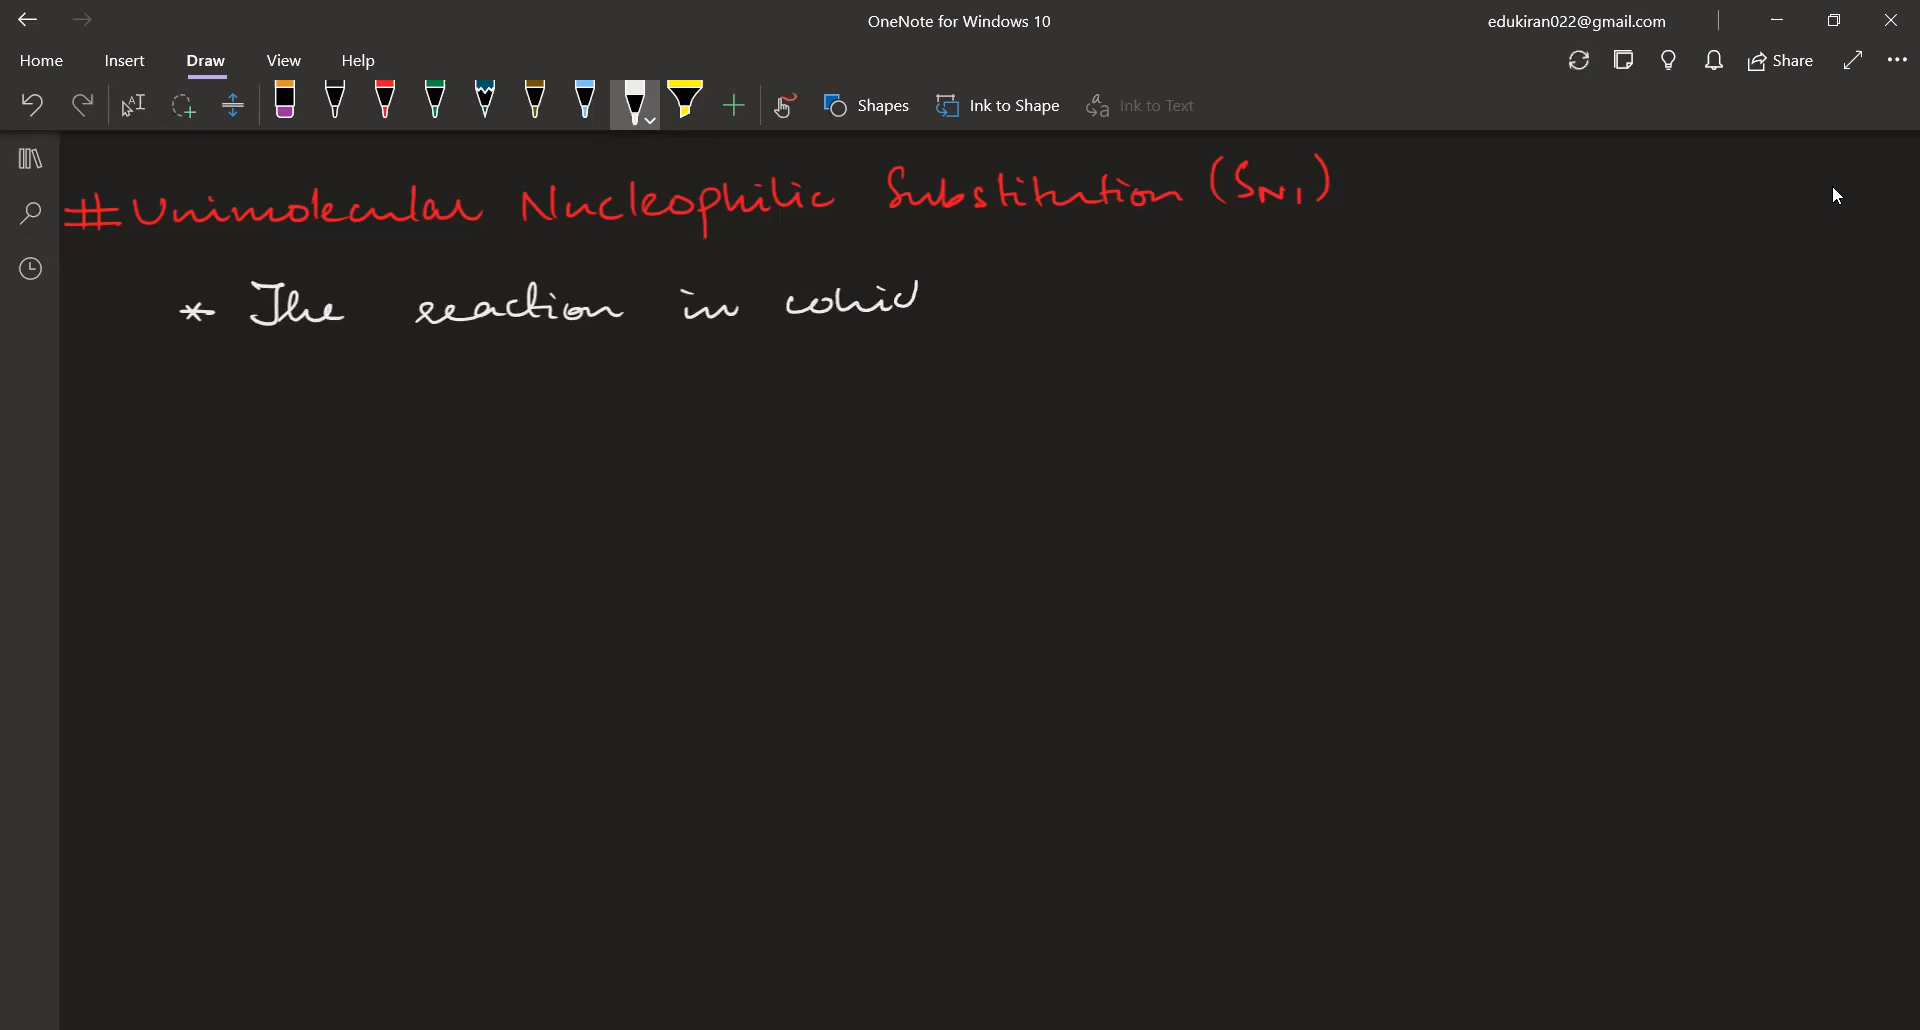 OneNote for Windows 10
edukiran022@gmail.com
Home Insert Draw View Help
Share
Shapes Ink to Shape Ink to Text
# Unimolecular Nucleophilic Substitution (SN1)
* The reaction in